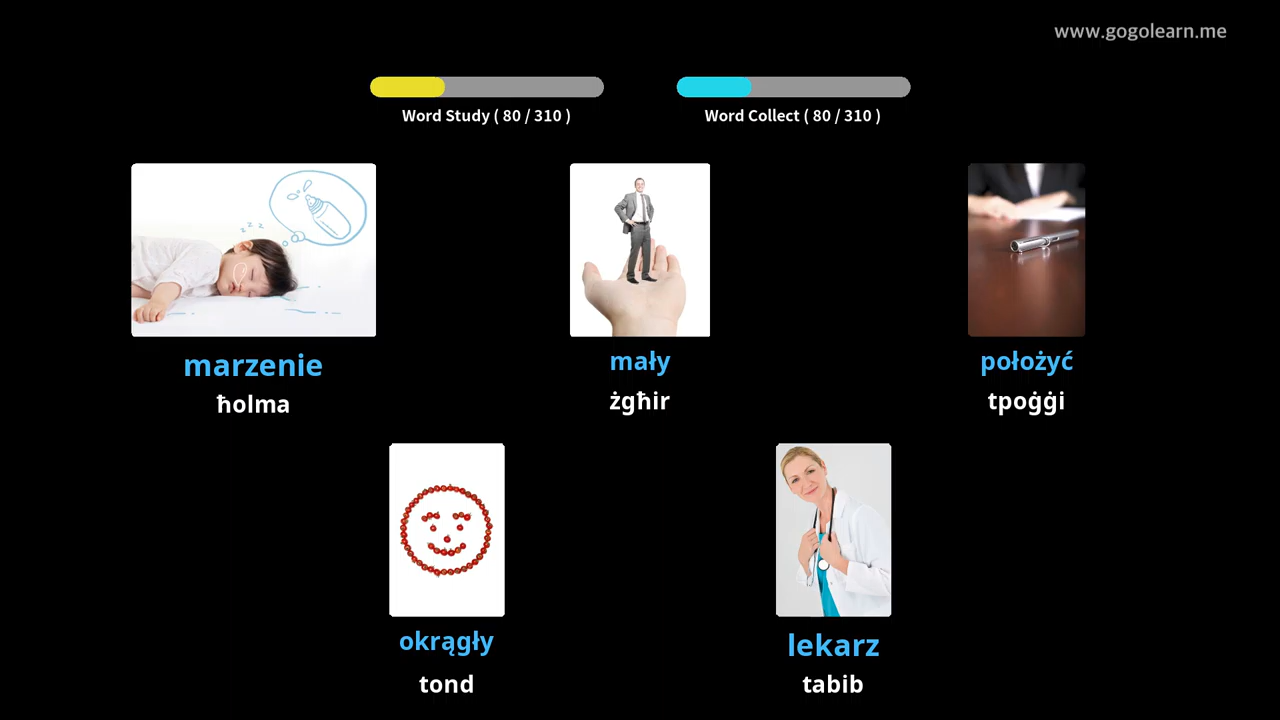 www.gogolearn.me
Word Study ( 80 / 310 )
Word Collect ( 80 / 310 )
marzenie
ħolma
mały
żgħir
położyć
tpoġġi
okrągły
tond
lekarz
tabib